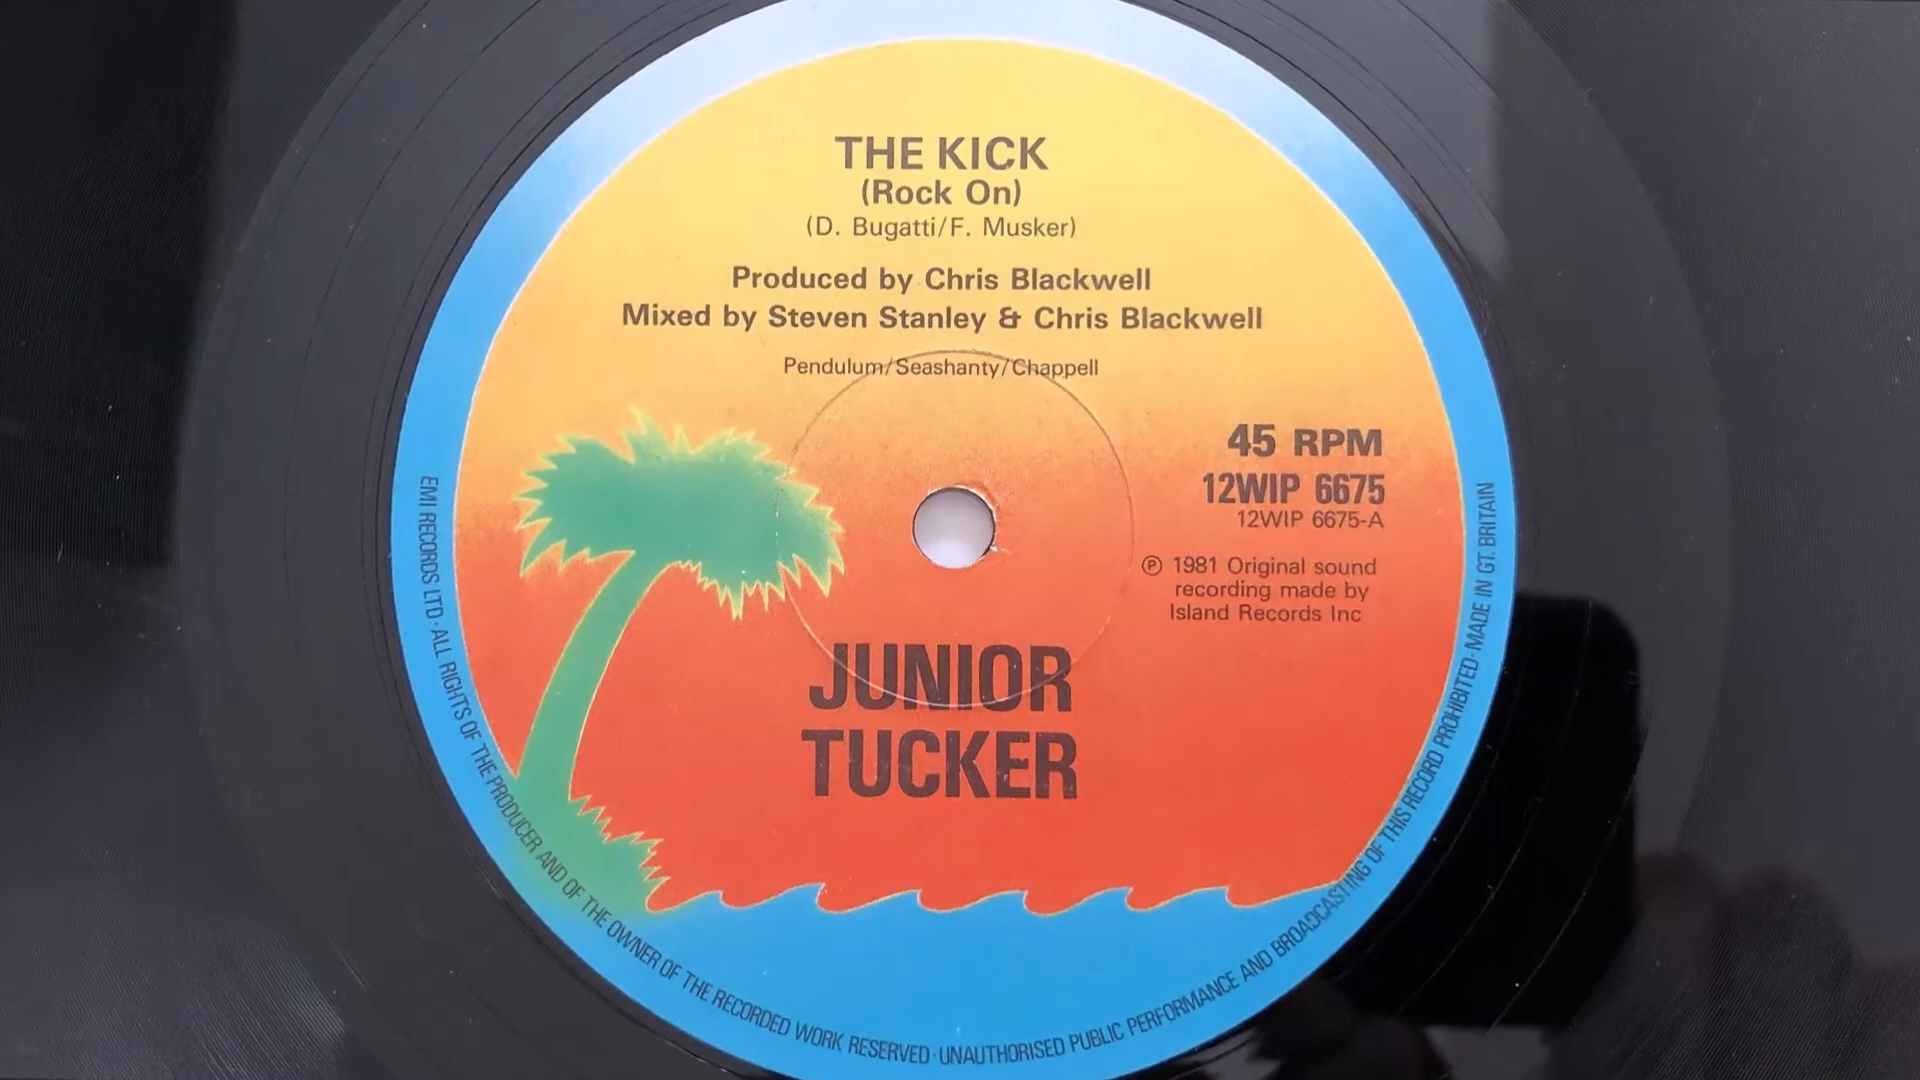 THE KICK
(Rock On)
(D. Bugatti/F. Musker)
Produced by Chris Blackwell
Mixed by Steven Stanley & Chris Blackwell
Pendulum/Seashanty/Chappell
45 RPM
12WIP 6675
12WIP 6675-A
℗ 1981 Original sound
recording made by
Island Records Inc
JUNIOR
TUCKER
EMI RECORDS LTD·ALL RIGHTS OF THE PRODUCER AND OF THE OWNER OF THE RECORDED WORK RESERVED·UNAUTHORISED PUBLIC PERFORMANCE AND BROADCASTING OF THIS RECORD PROHIBITED·MADE IN GT. BRITAIN